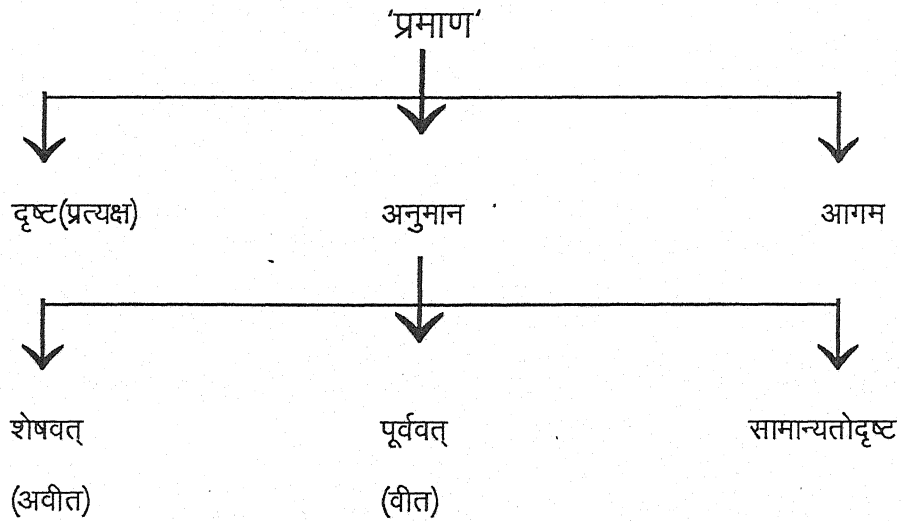 'प्रमाण'
दृष्ट(प्रत्यक्ष) अनुमान आगम
शेषवत् पूर्ववत् सामान्यतोदृष्ट
(अवीत) (वीत)